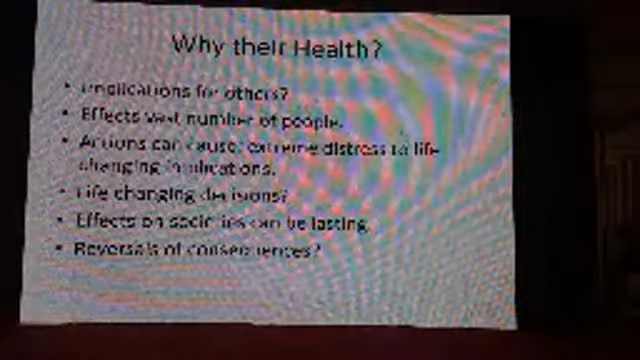 Why their Health?
• Implications for others?
• Effects vast number of people.
• Actions can cause extreme distress to life
changing implications.
• Life changing decisions?
• Effects on societies can be lasting
• Reversals of consequences?